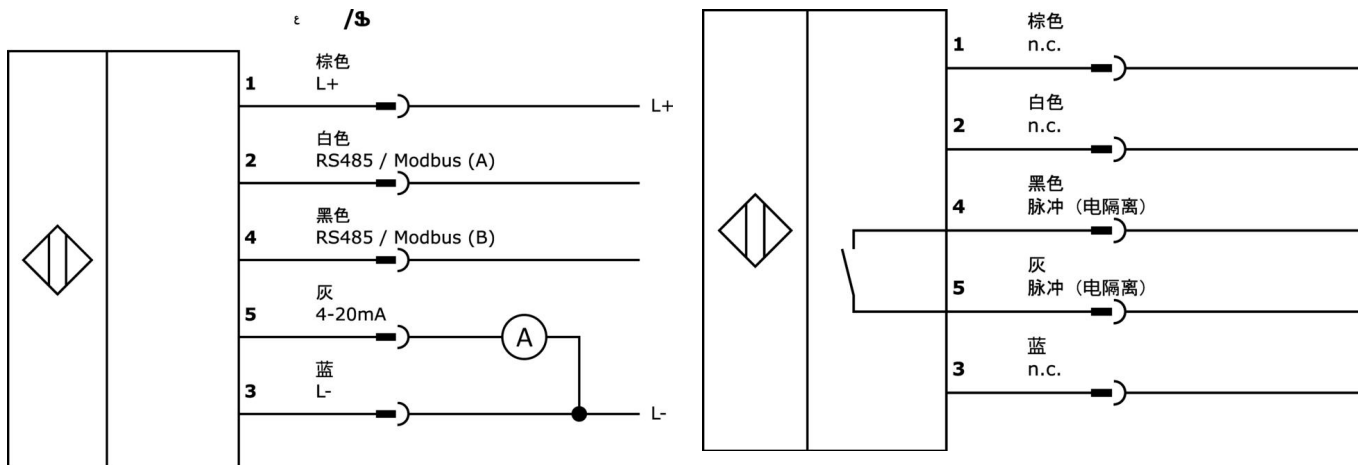 棕色
1 L+
L+
白色
2 RS485 / Modbus (A)
黑色
4 RS485 / Modbus (B)
灰
5 4-20mA
A
蓝
3 L-
L-
棕色
1 n.c.
白色
2 n.c.
黑色
4 脉冲（电隔离）
灰
5 脉冲（电隔离）
蓝
3 n.c.